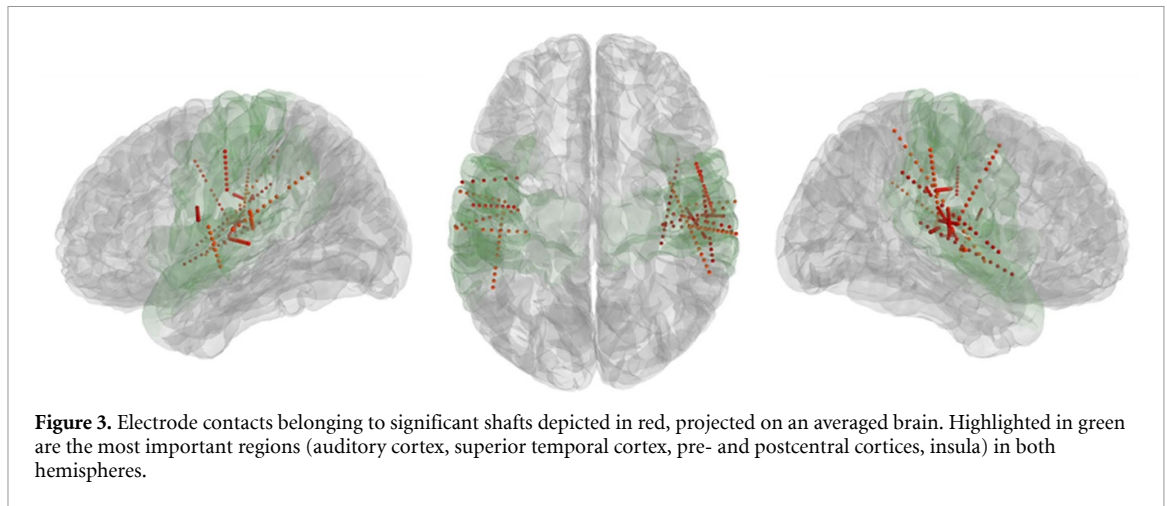 Figure 3. Electrode contacts belonging to significant shafts depicted in red, projected on an averaged brain. Highlighted in green
are the most important regions (auditory cortex, superior temporal cortex, pre- and postcentral cortices, insula) in both
hemispheres.